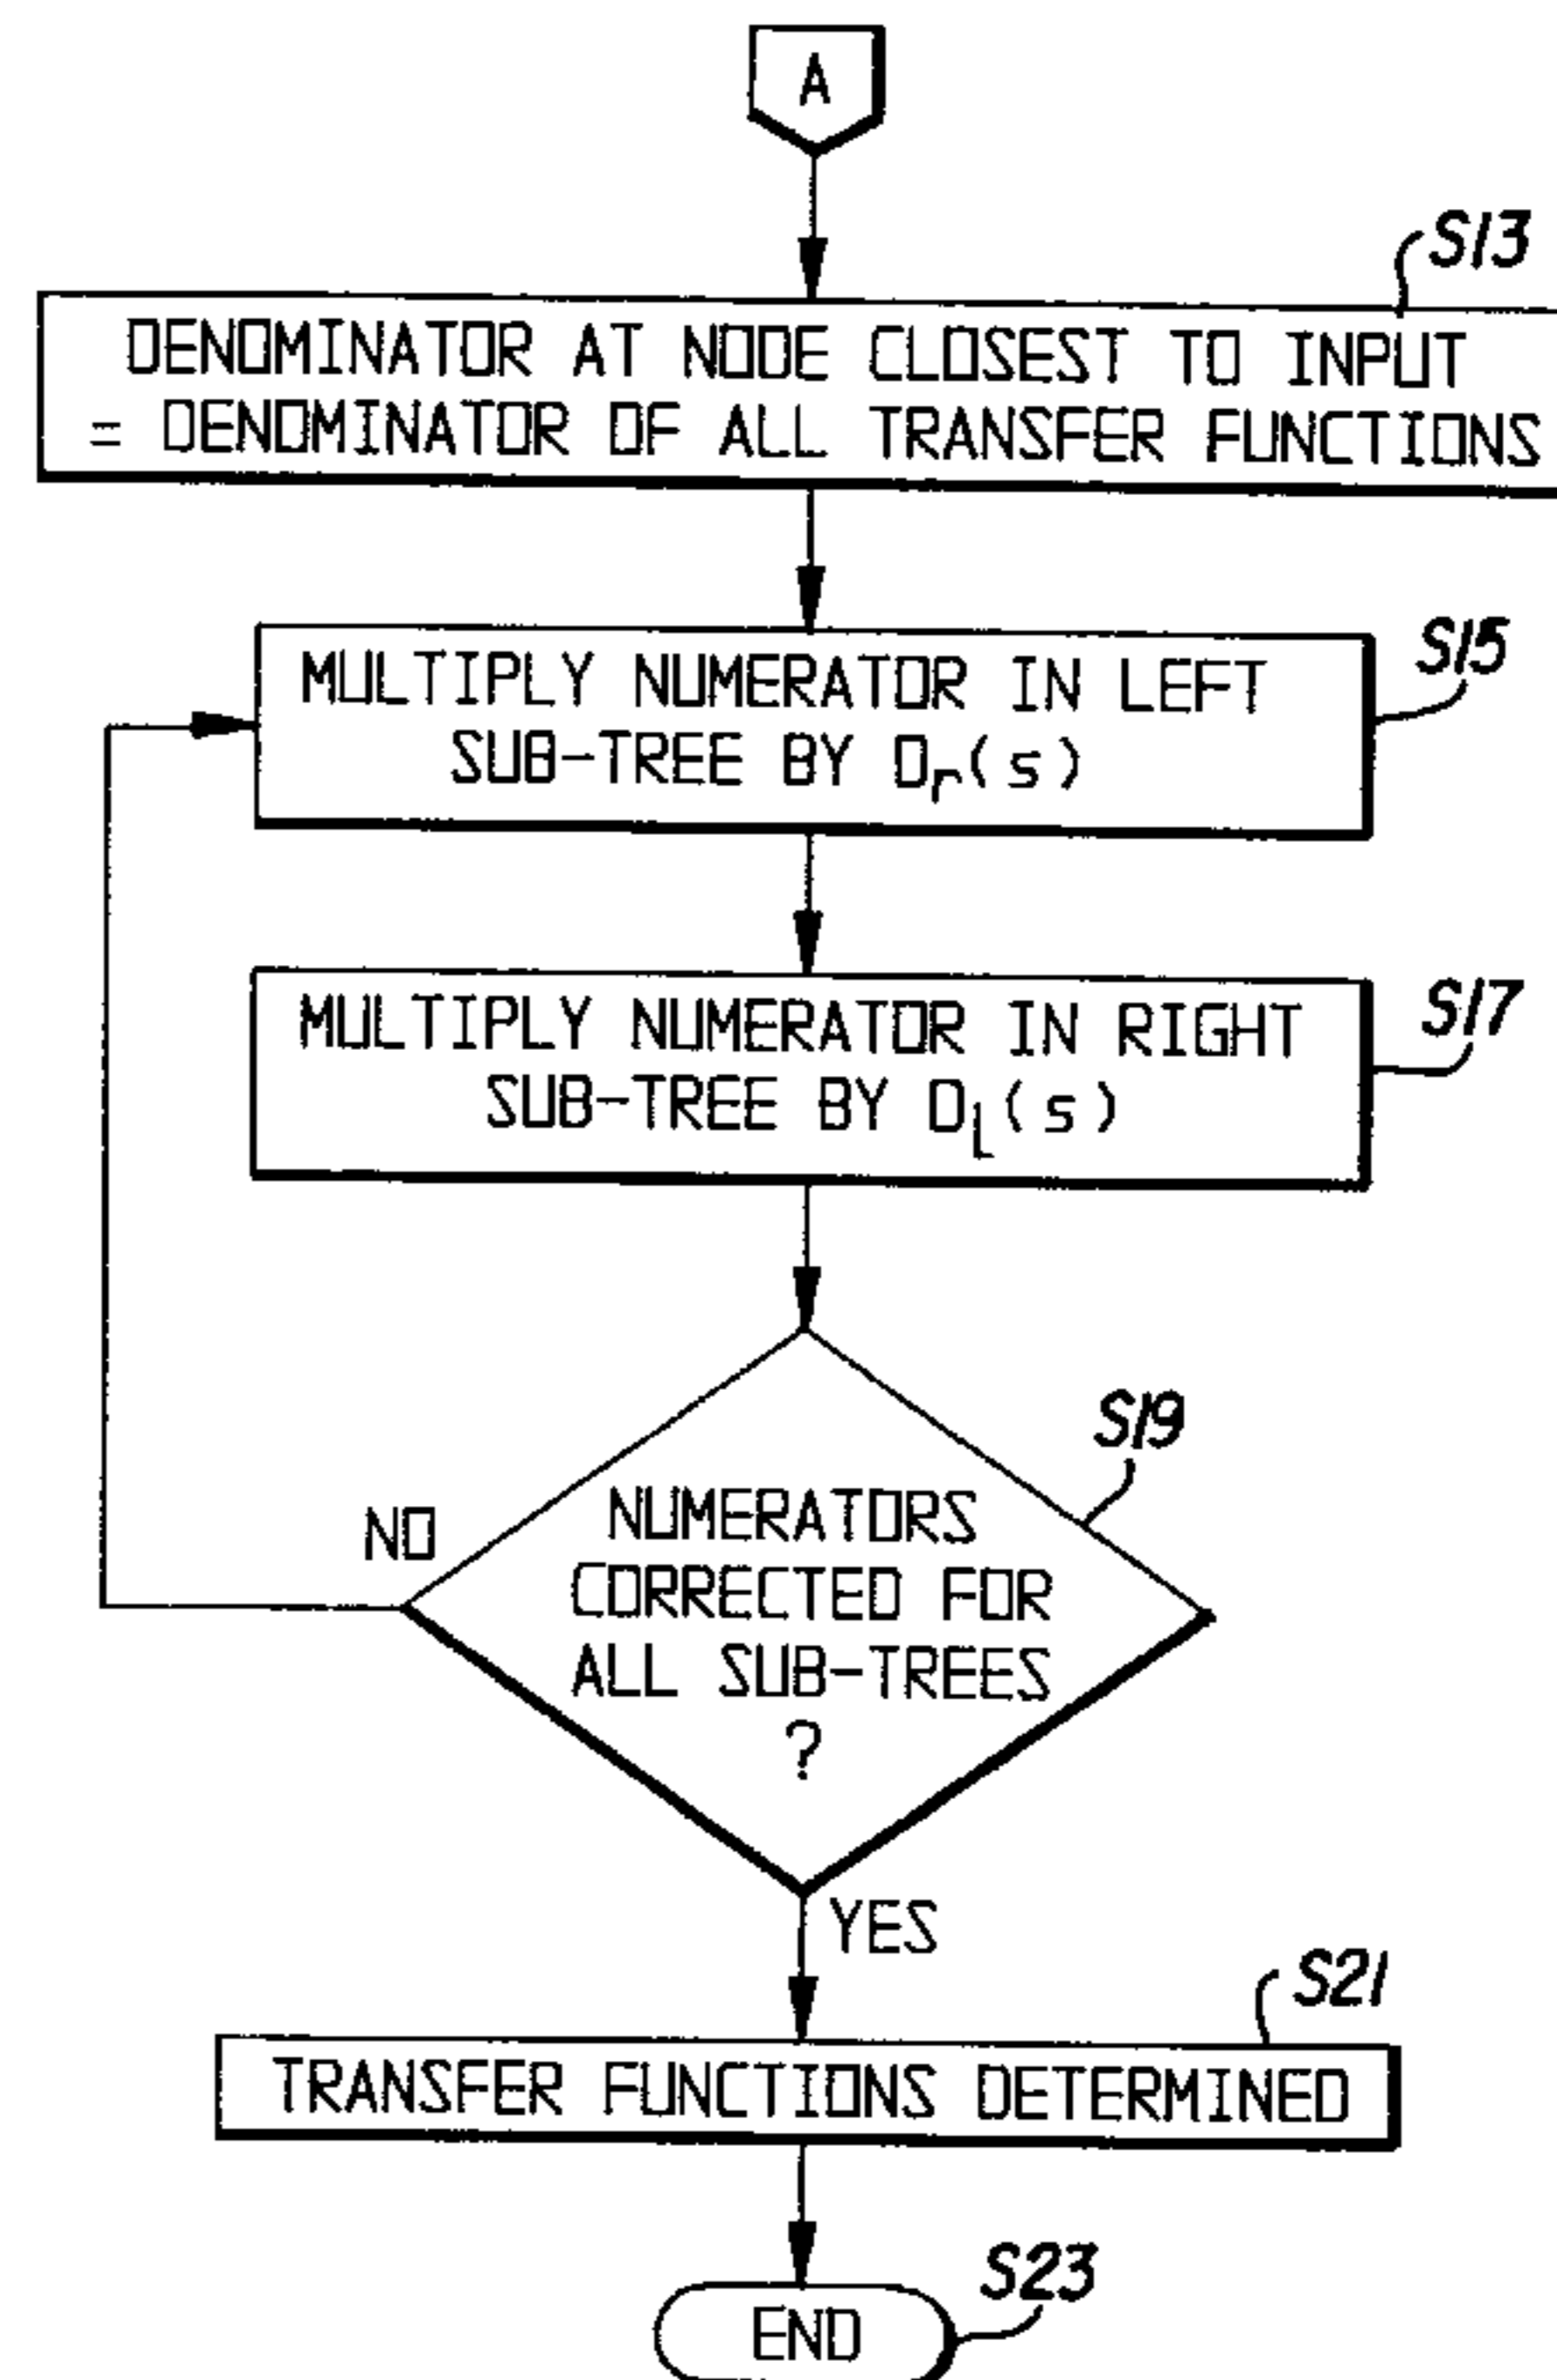 A
S13
DENOMINATOR AT NODE CLOSEST TO INPUT
= DENOMINATOR OF ALL TRANSFER FUNCTIONS
S15
MULTIPLY NUMERATOR IN LEFT
SUB-TREE BY Dr(s)
S17
MULTIPLY NUMERATOR IN RIGHT
SUB-TREE BY DL(s)
S19
NO
NUMERATORS
CORRECTED FOR
ALL SUB-TREES
?
YES
S21
TRANSFER FUNCTIONS DETERMINED
S23
END